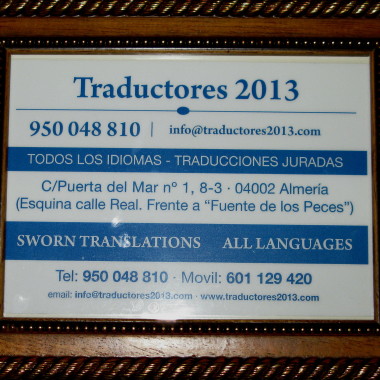 Traductores 2013
950 048 810 | info@traductores2013.com
TODOS LOS IDIOMAS - TRADUCCIONES JURADAS
C/Puerta del Mar nº 1, 8-3 · 04002 Almería
(Esquina calle Real. Frente a “Fuente de los Peces”)
SWORN TRANSLATIONS ALL LANGUAGES
Tel: 950 048 810 · Movil: 601 129 420
email: info@traductores2013.com · www.traductores2013.com